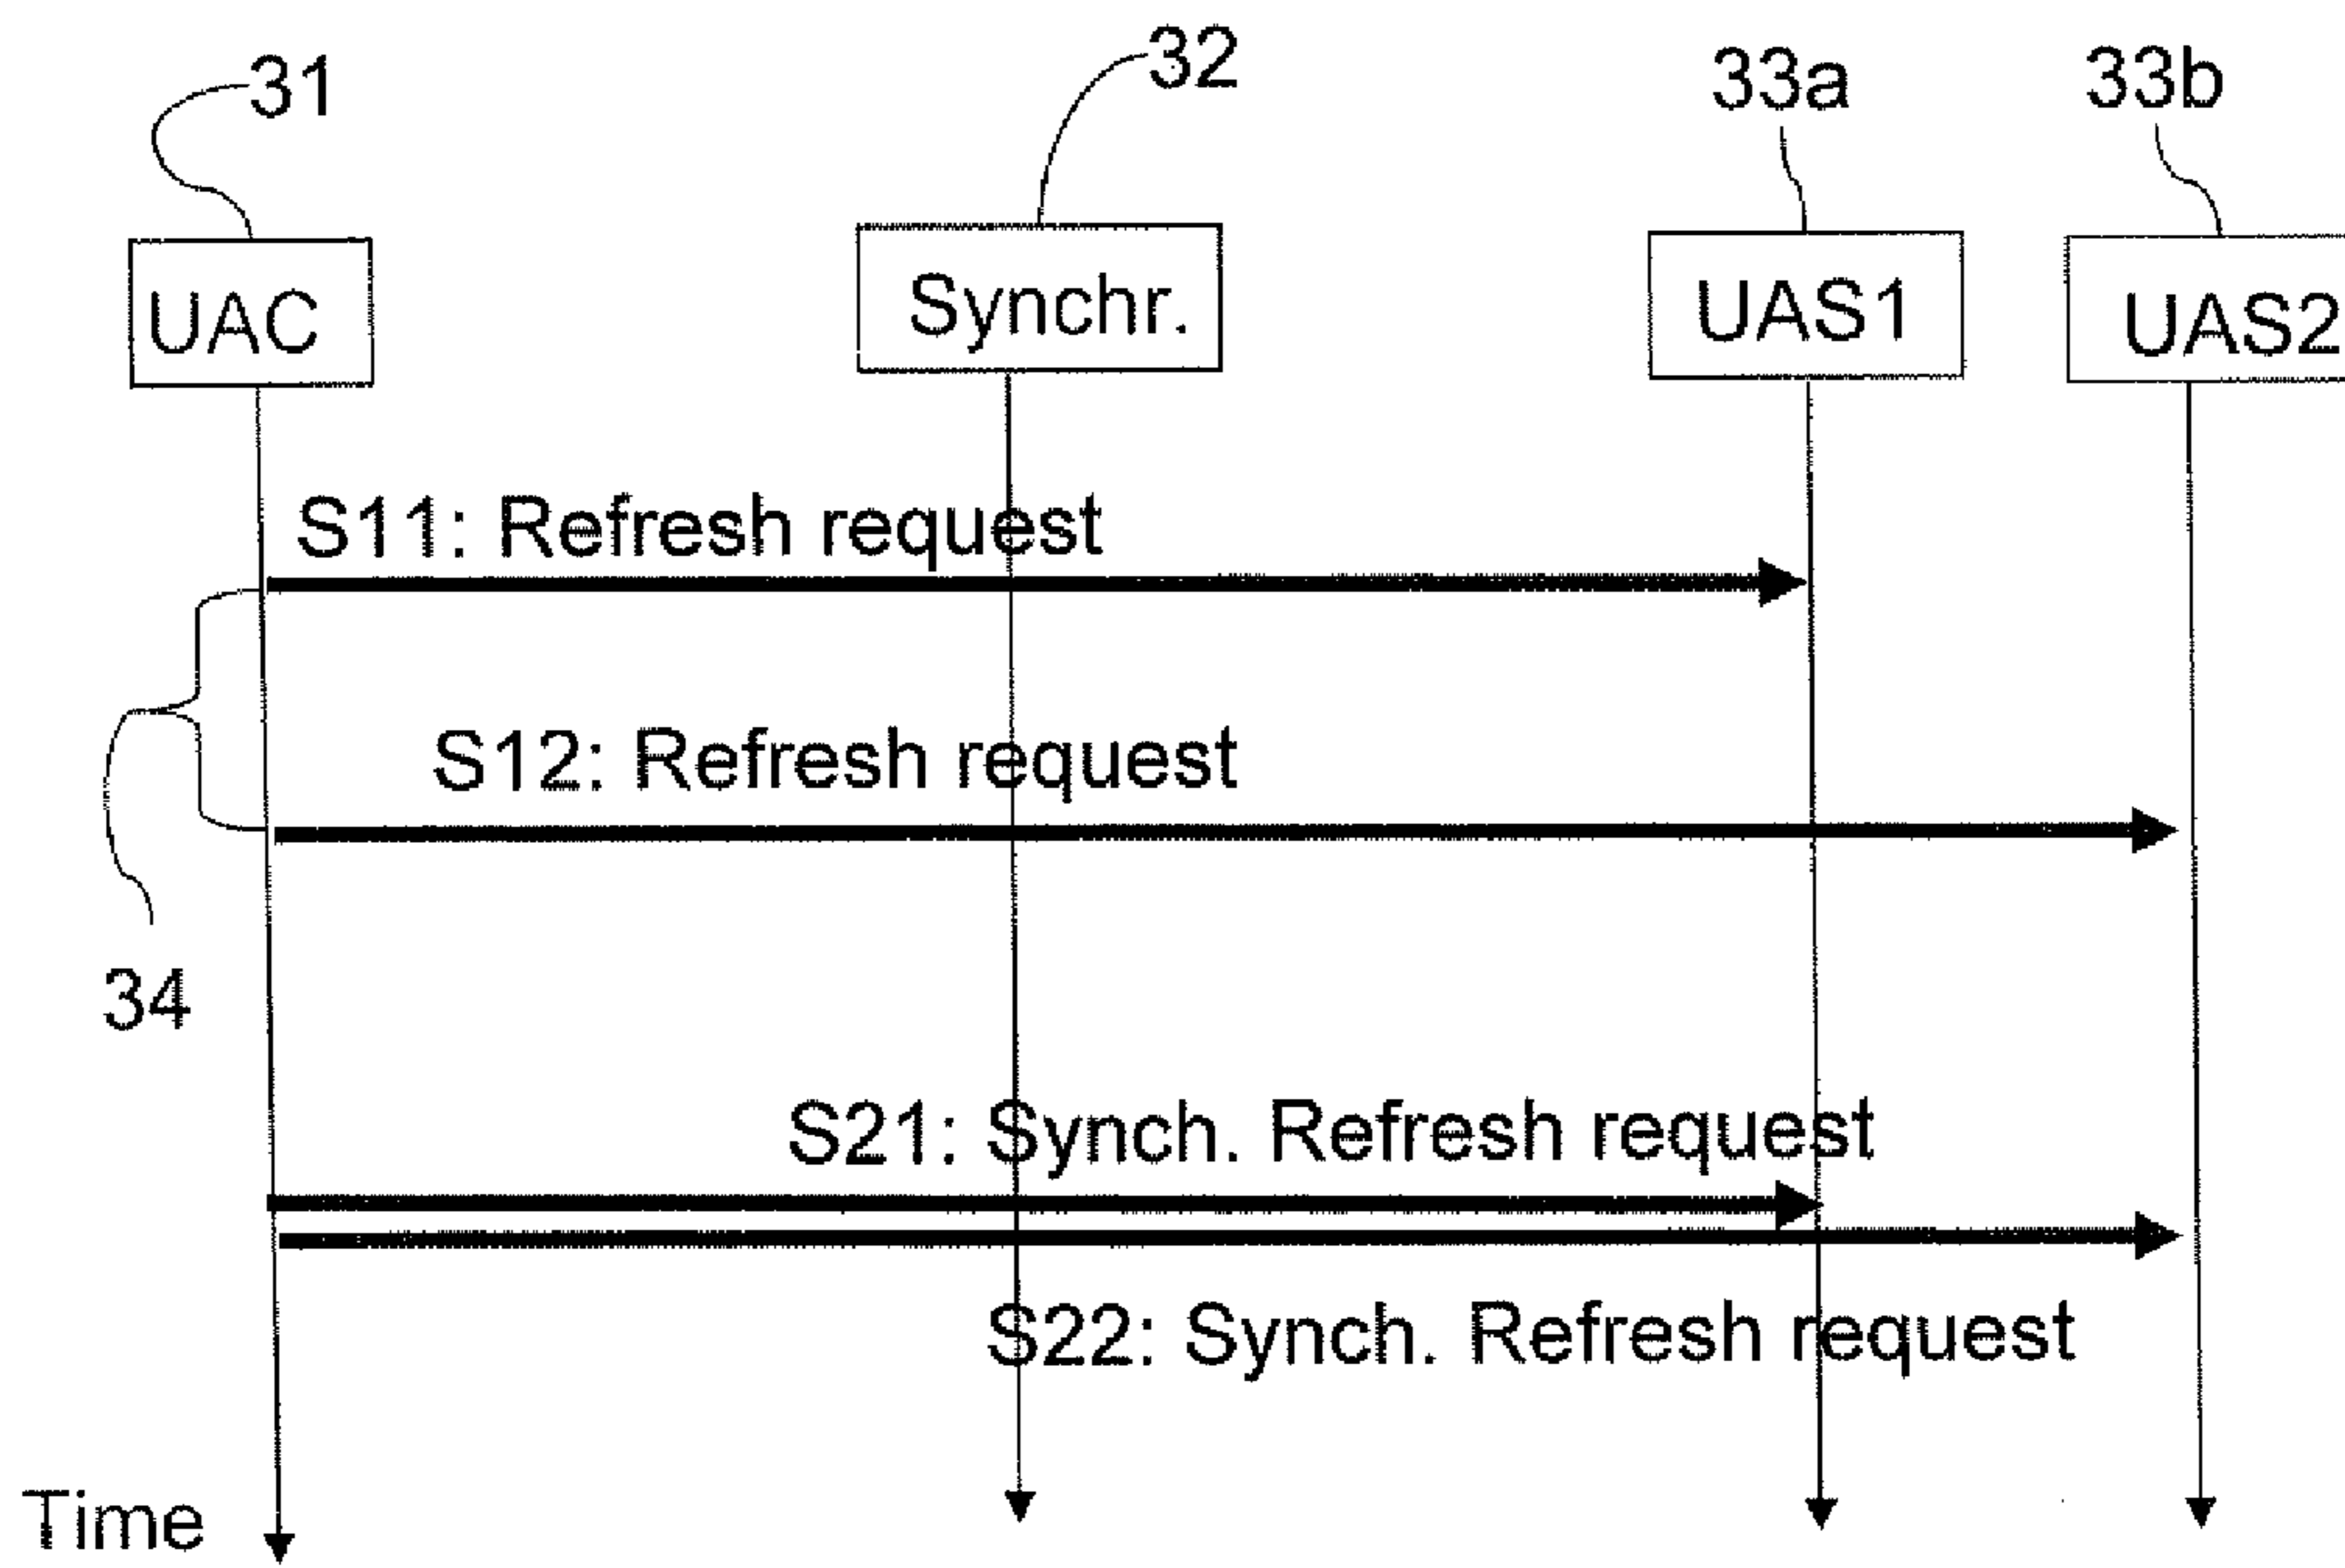 31
32
33a
33b
UAC
Synchr.
UAS1
UAS2
S11: Refresh request
S12: Refresh request
34
S21: Synch. Refresh request
S22: Synch. Refresh request
Time